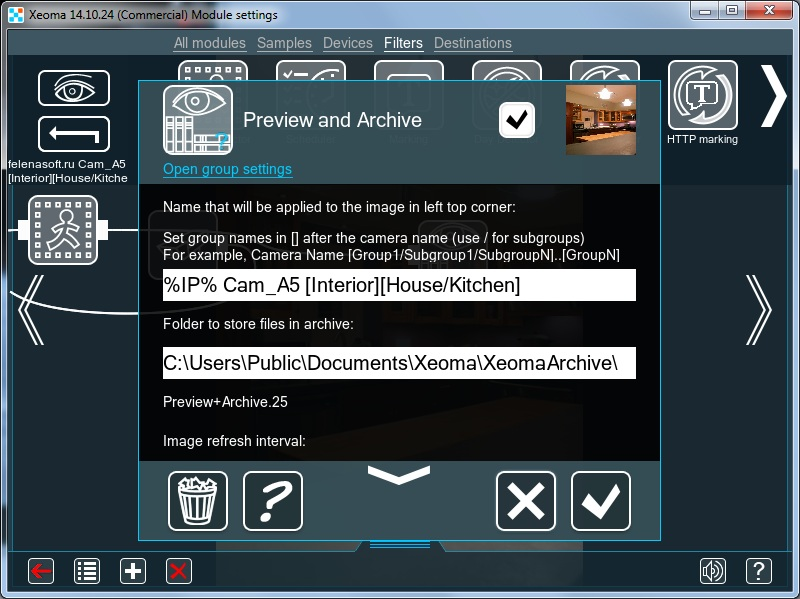 Xeoma 14.10.24 (Commercial) Module settings
All modules Samples Devices Filters Destinations
Preview and Archive
HTTP marking
felenasoft.ru Cam_A5
[Interior][House/Kitche
Open group settings
Name that will be applied to the image in left top corner:
Set group names in [] after the camera name (use / for subgroups)
For example, Camera Name [Group1/Subgroup1/SubgroupN]..[GroupN]
%IP% Cam_A5 [Interior][House/Kitchen]
Folder to store files in archive:
C:\Users\Public\Documents\Xeoma\XeomaArchive\
Preview+Archive.25
Image refresh interval: